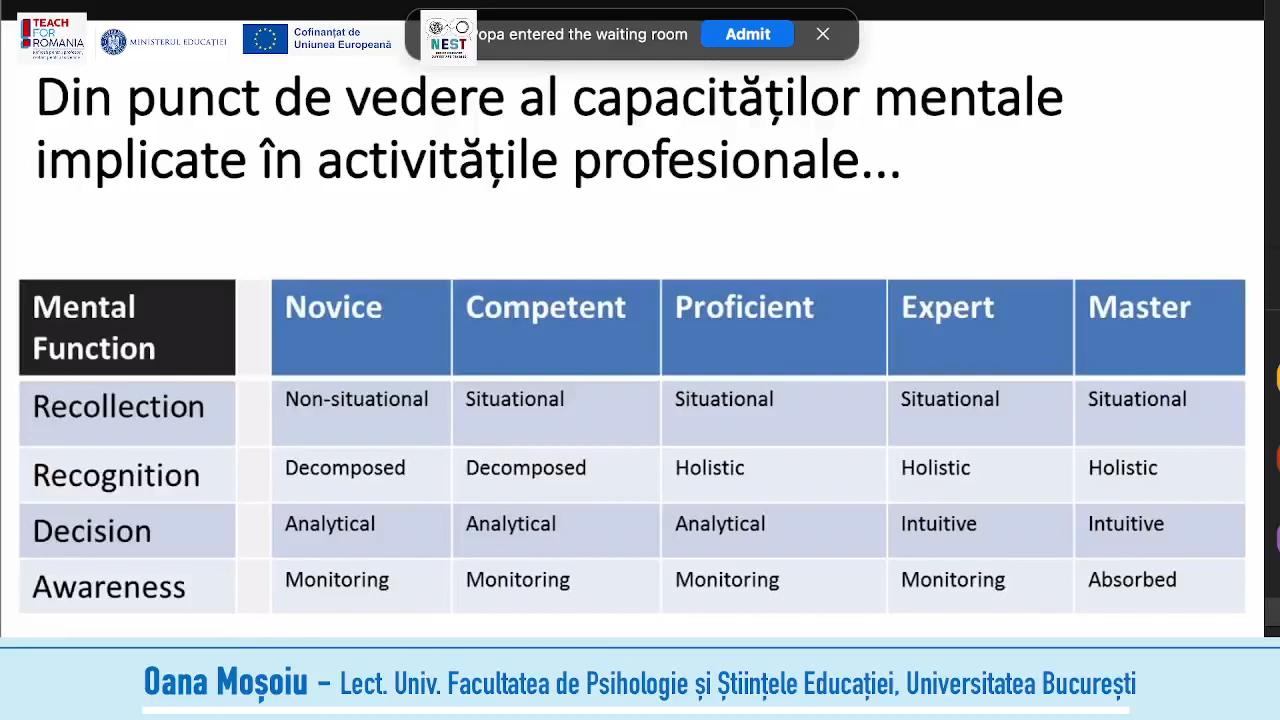 TEACH
FOR
ROMANIA
MINISTERUL EDUCAȚIEI
Cofinanțat de
Uniunea Europeană
NEST
opa entered the waiting room
Admit
Din punct de vedere al capacităților mentale
implicate în activitățile profesionale...
Mental Function Novice Competent Proficient Expert Master
Recollection Non-situational Situational Situational Situational Situational
Recognition Decomposed Decomposed Holistic Holistic Holistic
Decision Analytical Analytical Analytical Intuitive Intuitive
Awareness Monitoring Monitoring Monitoring Monitoring Absorbed
Oana Moșoiu – Lect. Univ. Facultatea de Psihologie și Științele Educației, Universitatea București